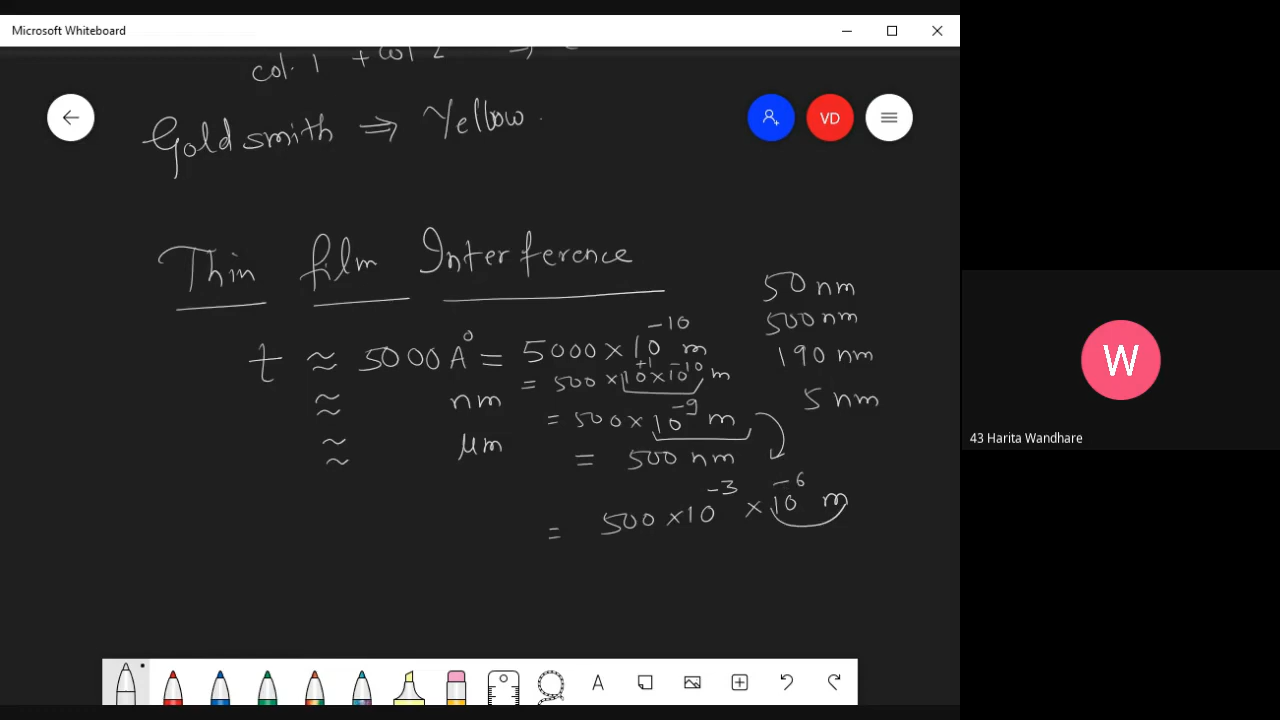 Microsoft Whiteboard
col. 1 + col 2 ⇒
Goldsmith ⇒ Yellow.
VD
Thin film Interference
50 nm
500 nm
190 nm
5 nm
t ≈ 5000 A° = 5000 × 10⁻¹⁰ m
= 500 × 10⁺¹ × 10⁻¹⁰ m
≈ nm
= 500 × 10⁻⁹ m
≈ μm
= 500 nm
= 500 × 10⁻³ × 10⁻⁶ m
W
43 Harita Wandhare
A